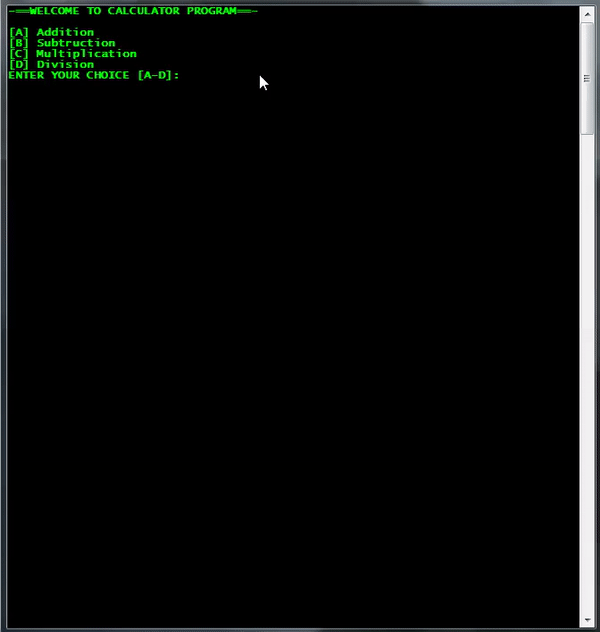 -==WELCOME TO CALCULATOR PROGRAM==-
[A] Addition
[B] Subtruction
[C] Multiplication
[D] Division
ENTER YOUR CHOICE [A-D]: